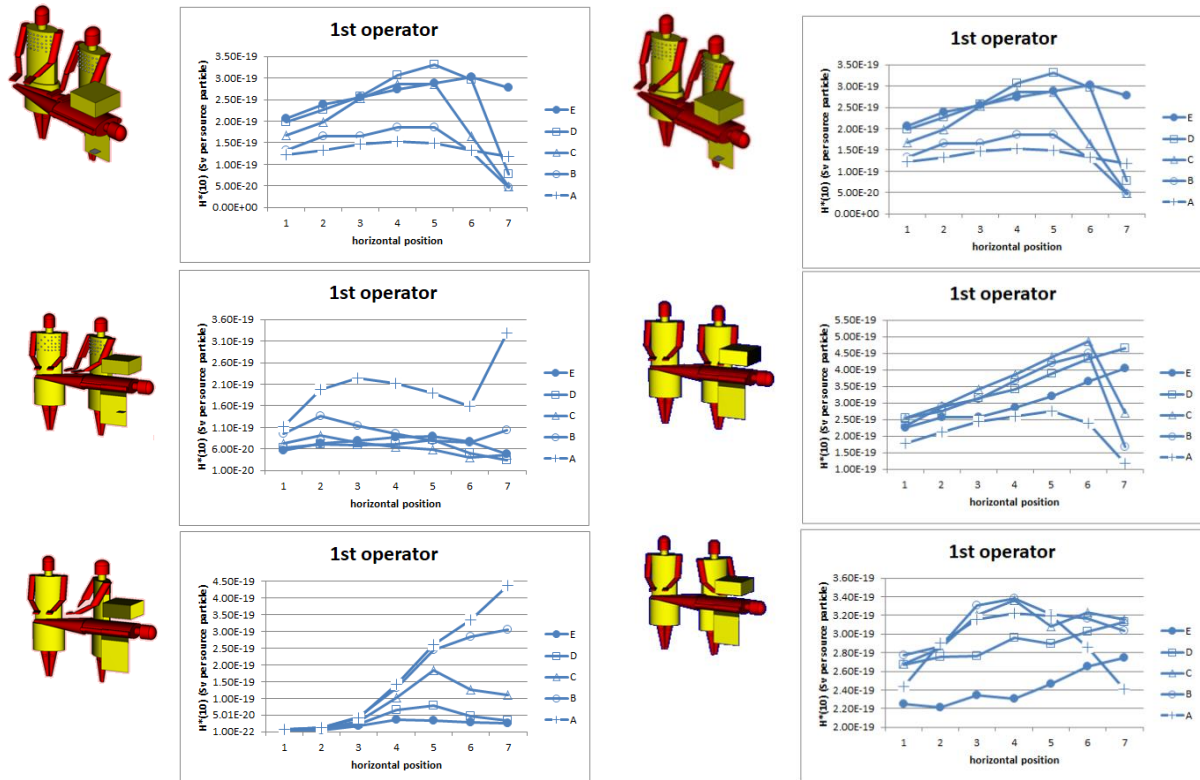 1st operator
H*(10) (Sv per source particle)
3.50E-19
3.00E-19
2.50E-19
2.00E-19
1.50E-19
1.00E-19
5.00E-20
0.00E+00
1 2 3 4 5 6 7
horizontal position
E
D
C
B
A
1st operator
H*(10) (Sv per source particle)
3.50E-19
3.00E-19
2.50E-19
2.00E-19
1.50E-19
1.00E-19
5.00E-20
0.00E+00
1 2 3 4 5 6 7
horizontal position
E
D
C
B
A
1st operator
H*(10) (Sv per source particle)
3.60E-19
3.10E-19
2.60E-19
2.10E-19
1.60E-19
1.10E-19
6.00E-20
1.00E-20
1 2 3 4 5 6 7
horizontal position
E
D
C
B
A
1st operator
H*(10) (Sv per source particle)
5.50E-19
5.00E-19
4.50E-19
4.00E-19
3.50E-19
3.00E-19
2.50E-19
2.00E-19
1.50E-19
1.00E-19
1 2 3 4 5 6 7
horizontal position
E
D
C
B
A
1st operator
H*(10) (Sv per source particle)
4.50E-19
4.00E-19
3.50E-19
3.00E-19
2.50E-19
2.00E-19
1.50E-19
1.00E-19
5.01E-20
1.00E-22
1 2 3 4 5 6 7
horizontal position
E
D
C
B
A
1st operator
H*(10) (Sv per source particle)
3.60E-19
3.40E-19
3.20E-19
3.00E-19
2.80E-19
2.60E-19
2.40E-19
2.20E-19
2.00E-19
1 2 3 4 5 6 7
horizontal position
E
D
C
B
A